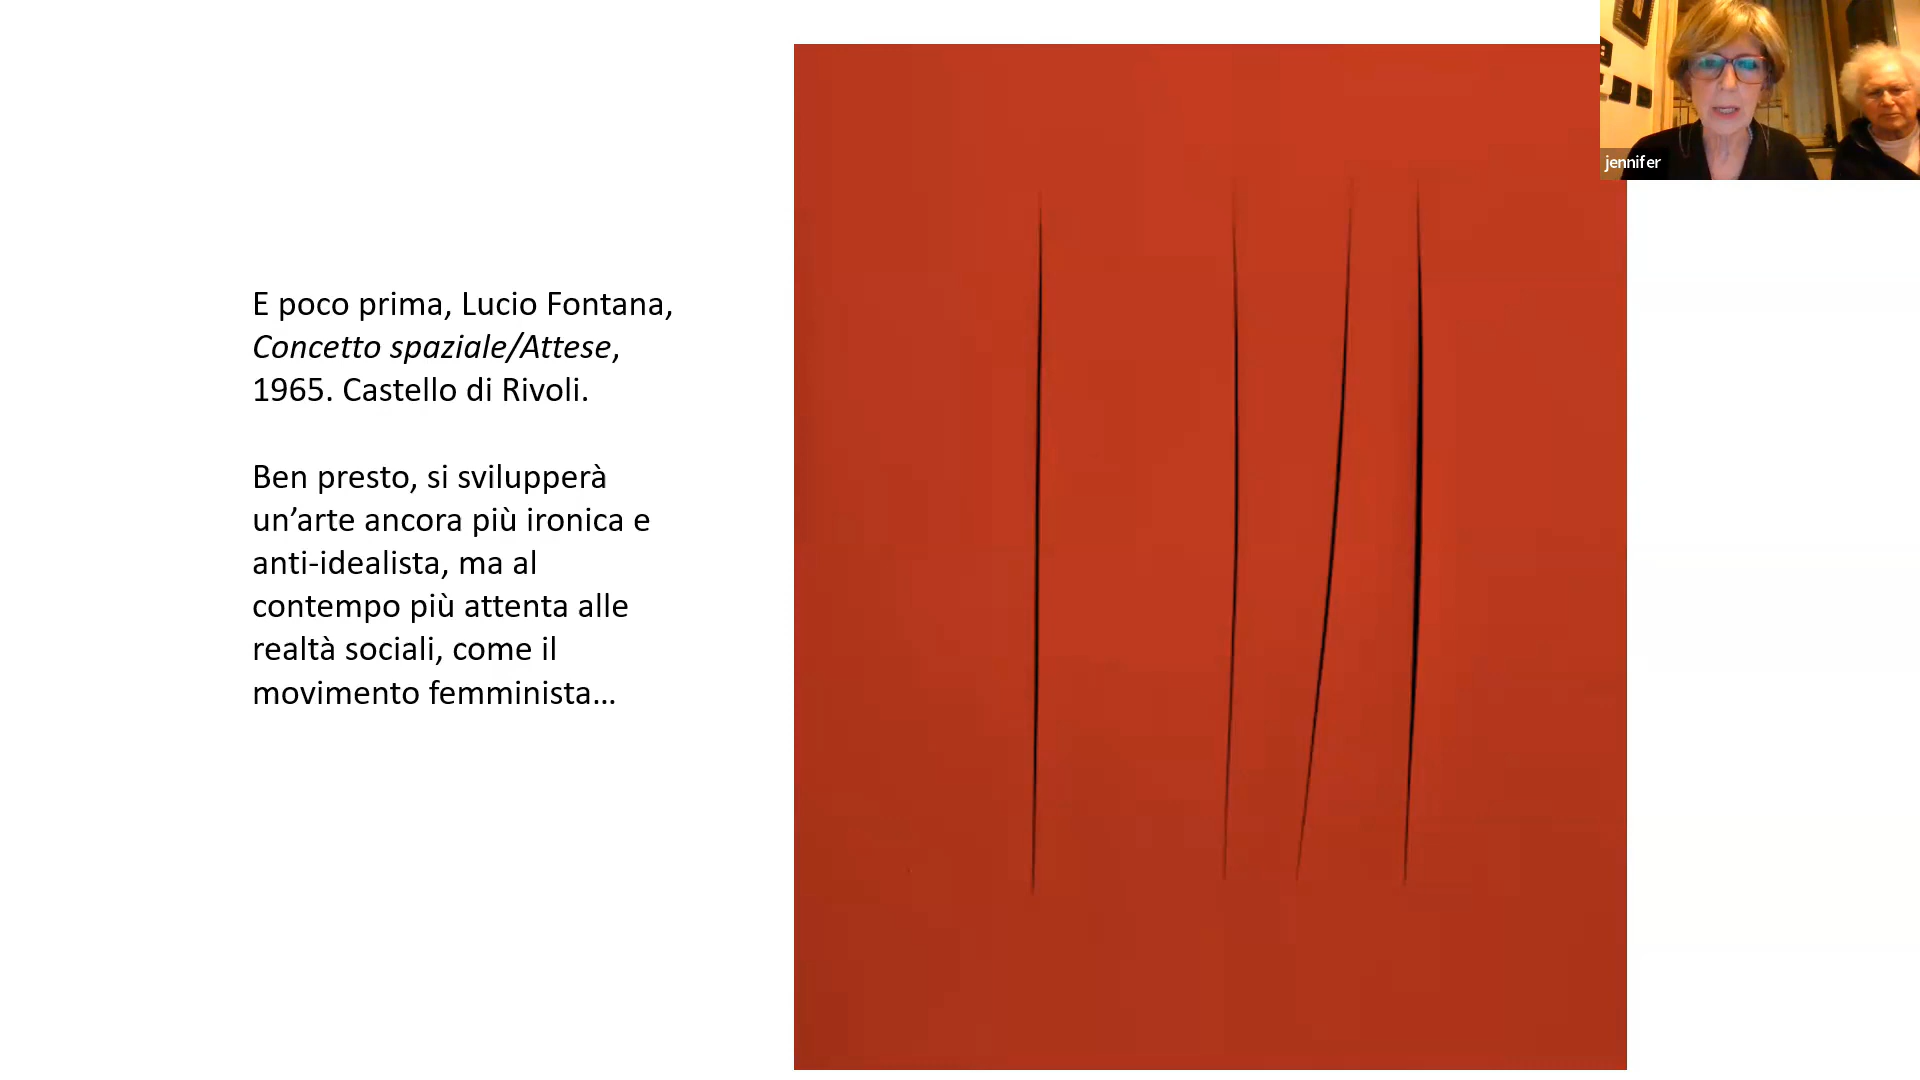 E poco prima, Lucio Fontana,
Concetto spaziale/Attese,
1965. Castello di Rivoli.
Ben presto, si svilupperà
un’arte ancora più ironica e
anti-idealista, ma al
contempo più attenta alle
realtà sociali, come il
movimento femminista…
jennifer